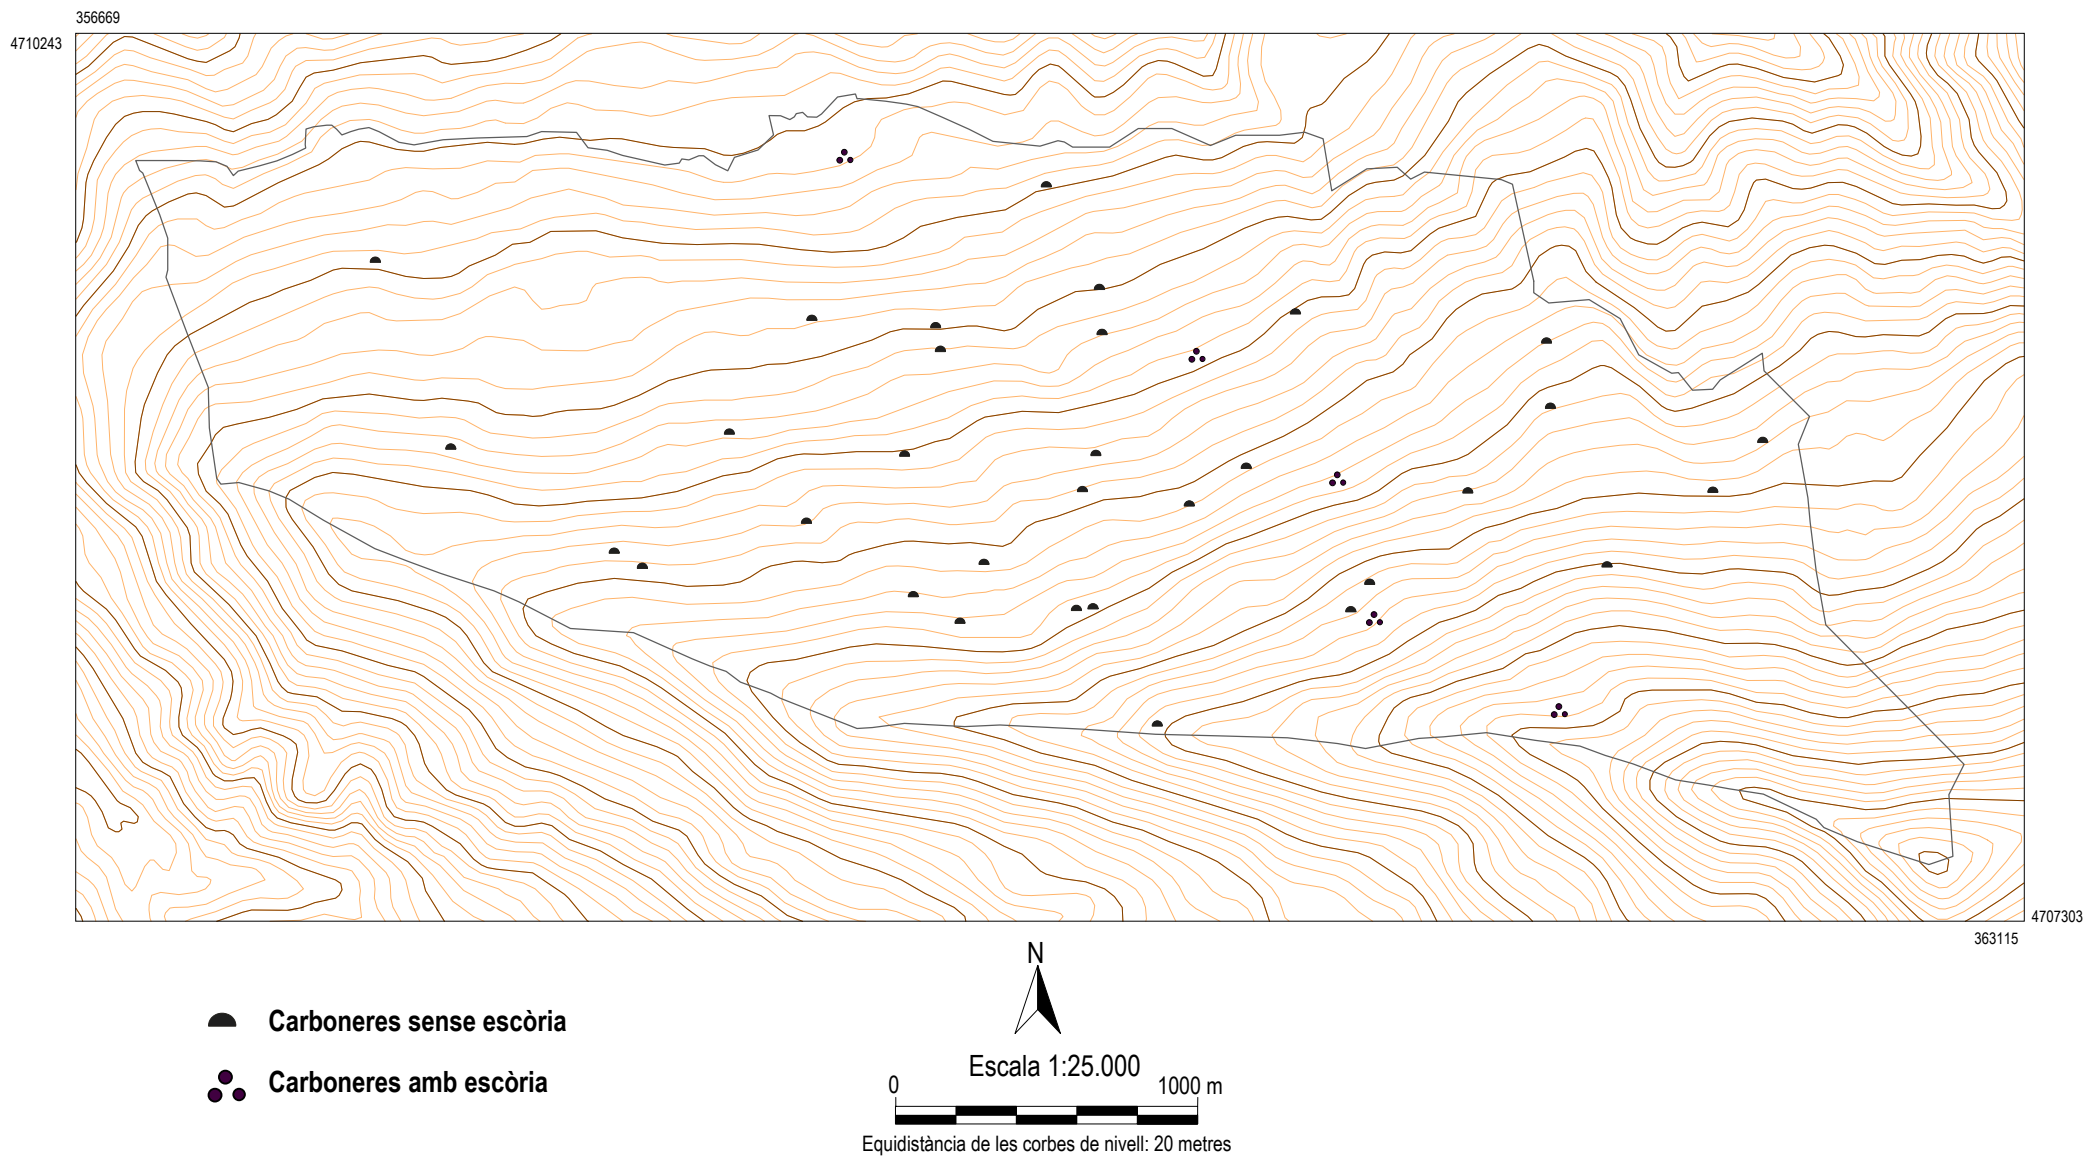 356669
4710243
4707303
363115
N
Carboneres sense escòria
Carboneres amb escòria
Escala 1:25.000
0 1000 m
Equidistància de les corbes de nivell: 20 metres